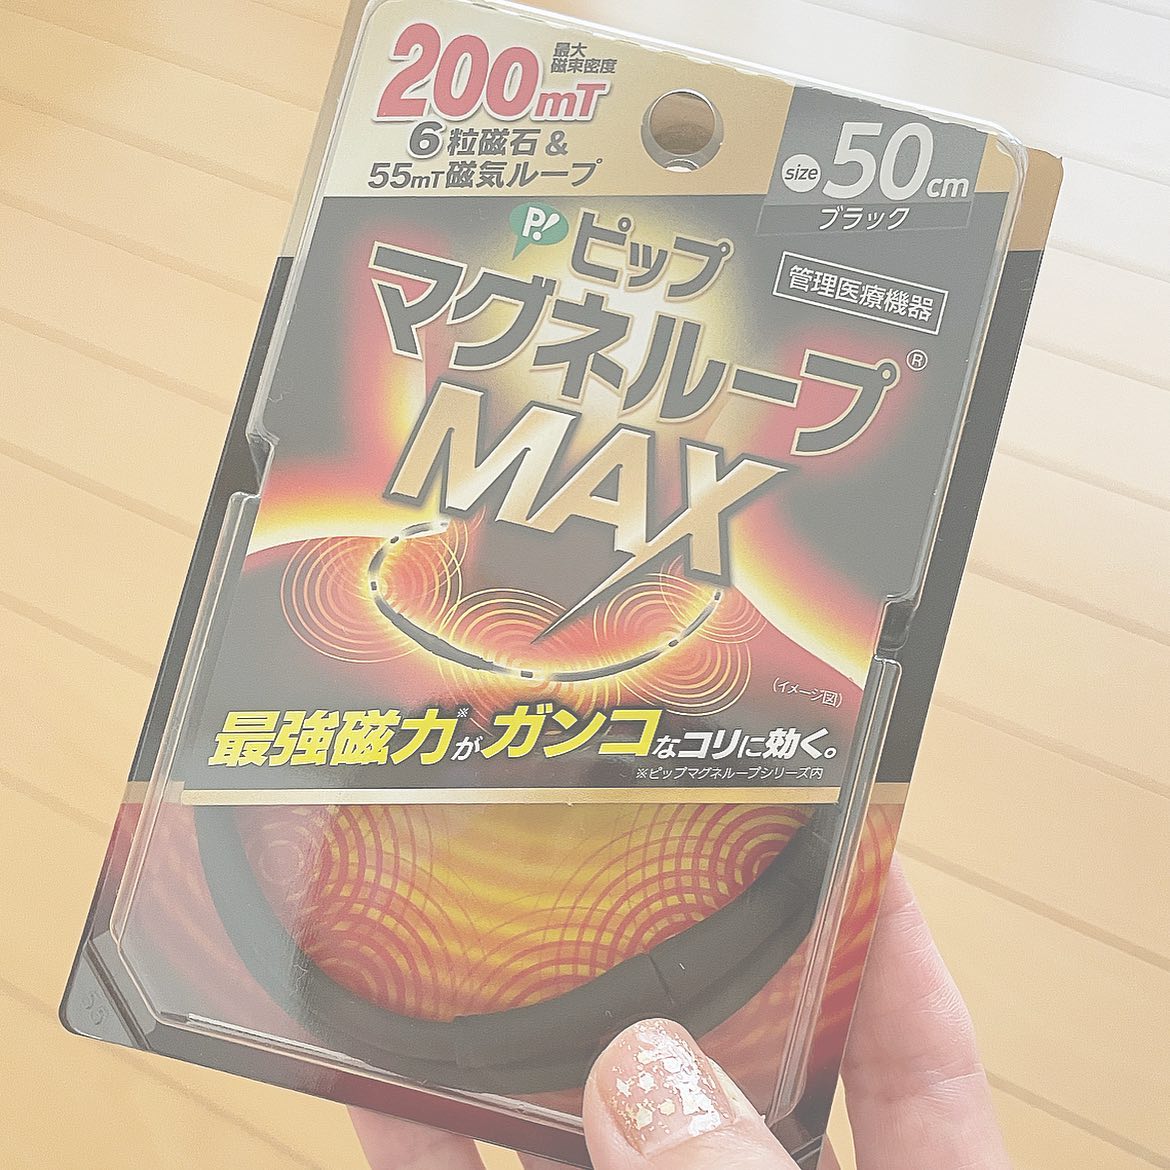 200mT
最大
磁束密度
6粒磁石&
55mT磁気ループ
size 50cm
ブラック
P!
ピップ
管理医療機器
マグネループ®
MAX
(イメージ図)
最強磁力※がガンコなコリに効く。
※ピップマグネループシリーズ内